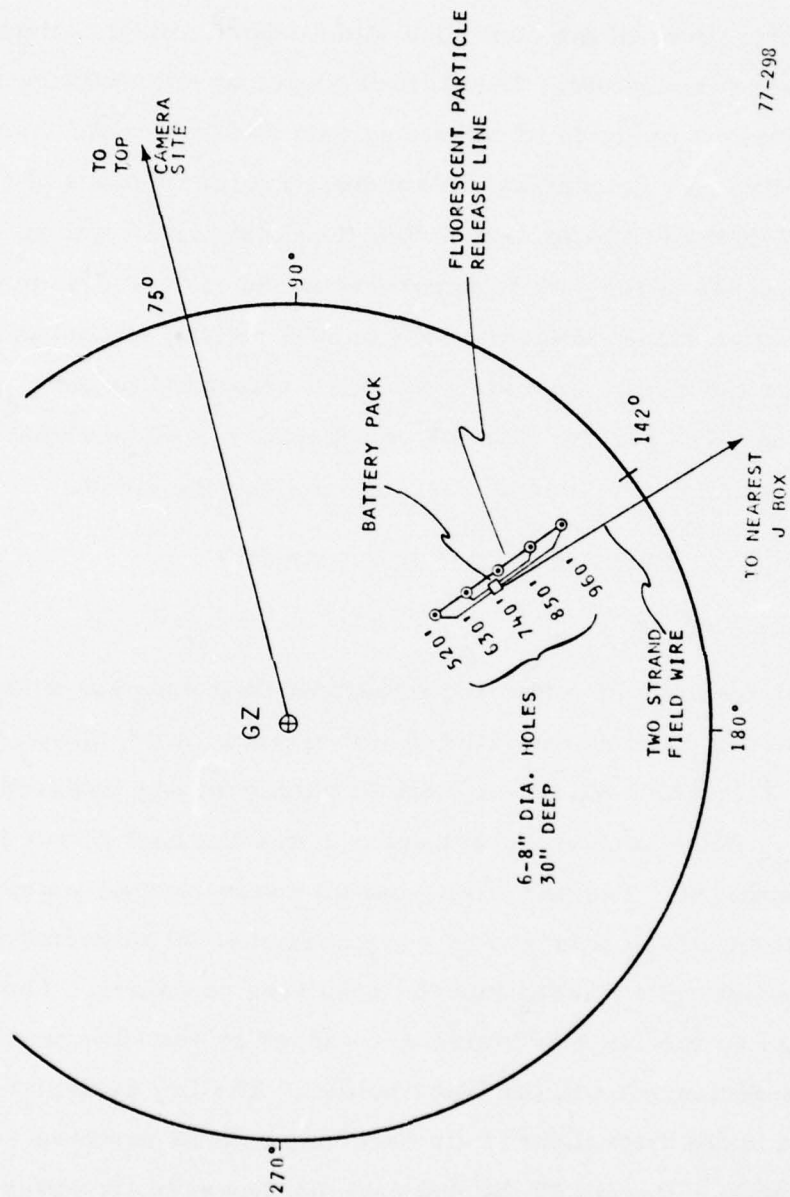 TO
TOP
CAMERA
SITE
75°
90°
FLUORESCENT PARTICLE
RELEASE LINE
BATTERY PACK
142°
TO NEAREST
J BOX
GZ
520'
630'
740'
850'
960'
6-8" DIA. HOLES
30" DEEP
TWO STRAND
FIELD WIRE
180°
270°
77-298